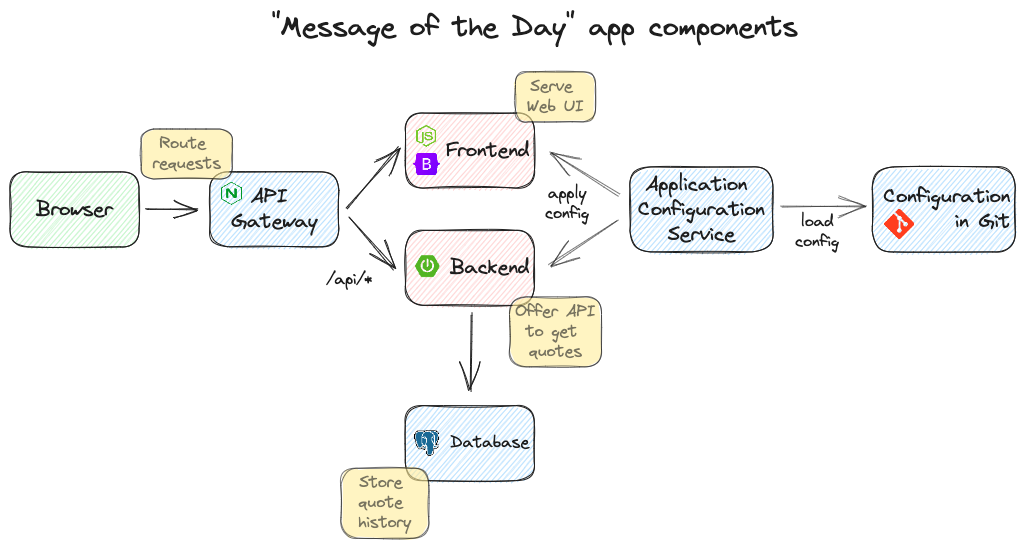 "Message of the Day" app components
Serve
Web UI
Route
requests
JS
B
Frontend
Browser
N
API
Gateway
apply
config
Application
Configuration
Service
Configuration
in Git
load
config
/api/*
Backend
Offer API
to get
quotes
Database
Store
quote
history